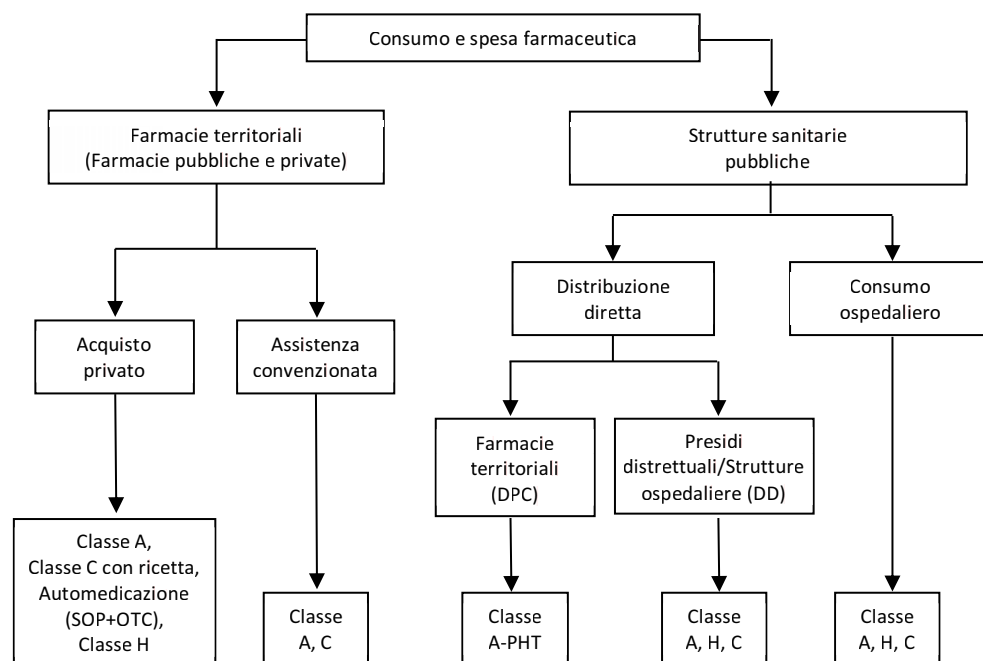 Consumo e spesa farmaceutica
Farmacie territoriali
(Farmacie pubbliche e private)
Strutture sanitarie
pubbliche
Distribuzione
diretta
Consumo
ospedaliero
Acquisto
privato
Assistenza
convenzionata
Farmacie
territoriali
(DPC)
Presidi
distrettuali/Strutture
ospedaliere (DD)
Classe A,
Classe C con ricetta,
Automedicazione
(SOP+OTC),
Classe H
Classe
A, C
Classe
A-PHT
Classe
A, H, C
Classe
A, H, C